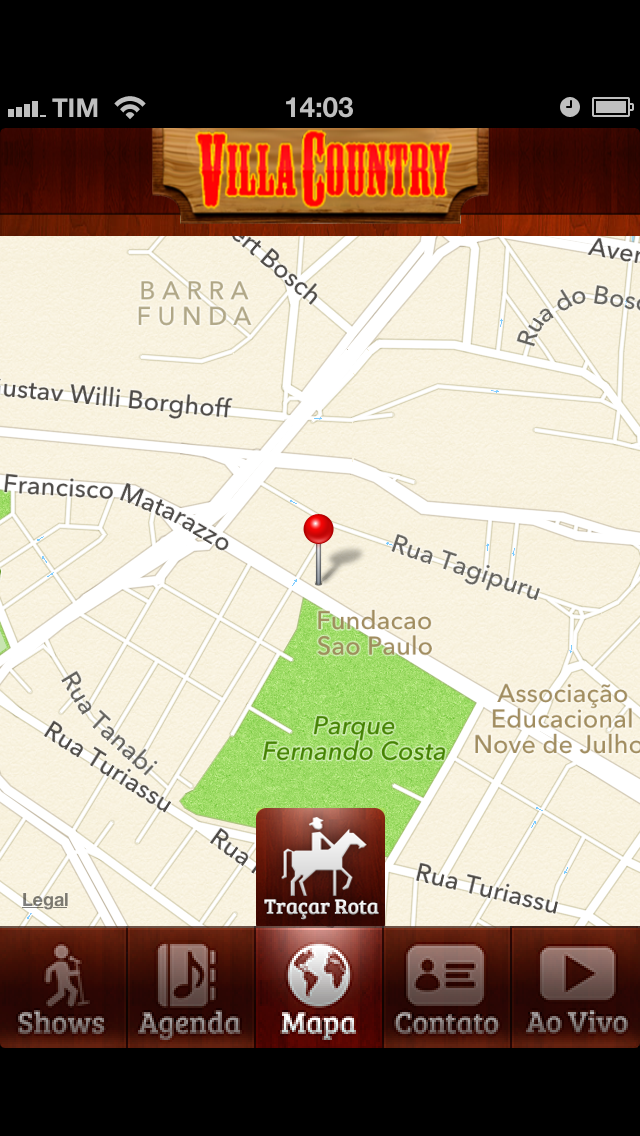 TIM 14:03
VILLA COUNTRY
ert Bosch
Aven
BARRA
FUNDA
Rua do Bosc
ustav Willi Borghoff
Francisco Matarazzo
Rua Tagipuru
Fundacao
Sao Paulo
Associação
Educacional
Nove de Julho
Rua Tanabi
Parque
Fernando Costa
Rua Turiassu
Rua
Rua Turiassu
Legal
Traçar Rota
Shows
Agenda
Mapa
Contato
Ao Vivo